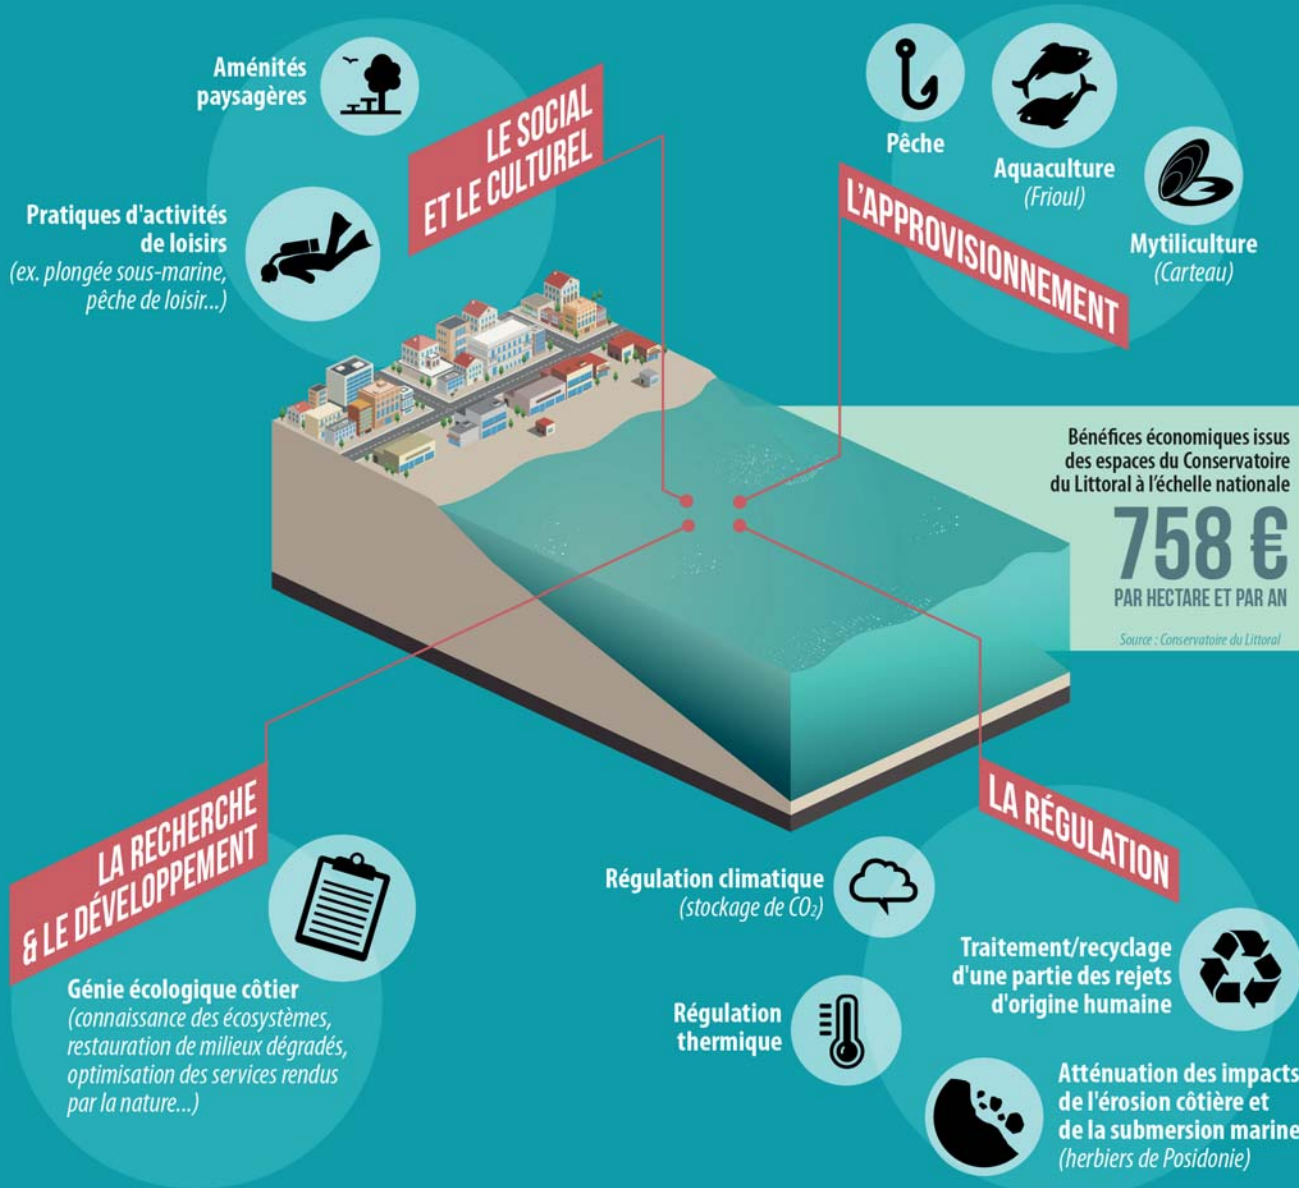 Aménités
paysagères
LE SOCIAL
ET LE CULTUREL
Pratiques d'activités
de loisirs
(ex. plongée sous-marine,
pêche de loisir...)
Pêche
Aquaculture
(Frioul)
Mytiliculture
(Carteau)
L'APPROVISIONNEMENT
Bénéfices économiques issus
des espaces du Conservatoire
du Littoral à l'échelle nationale
758 €
PAR HECTARE ET PAR AN
Source : Conservatoire du Littoral
LA RECHERCHE
& LE DÉVELOPPEMENT
Génie écologique côtier
(connaissance des écosystèmes,
restauration de milieux dégradés,
optimisation des services rendus
par la nature...)
LA RÉGULATION
Régulation climatique
(stockage de CO₂)
Traitement/recyclage
d'une partie des rejets
d'origine humaine
Régulation
thermique
Atténuation des impacts
de l'érosion côtière et
de la submersion marine
(herbiers de Posidonie)